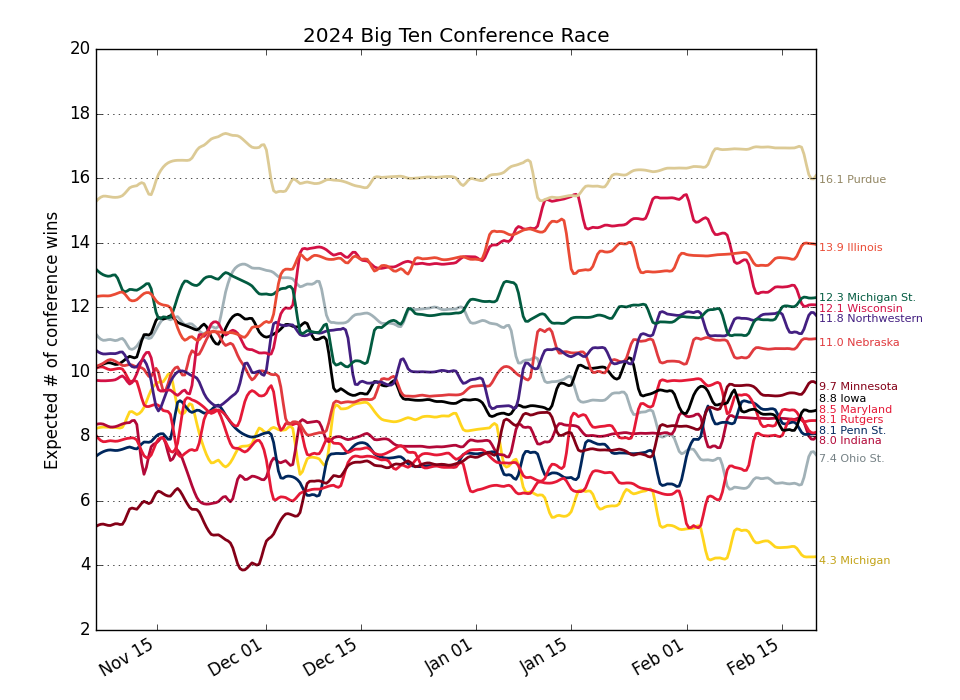 2024 Big Ten Conference Race
Expected # of conference wins
20
18
16
14
12
10
8
6
4
2
Nov 15
Dec 01
Dec 15
Jan 01
Jan 15
Feb 01
Feb 15
16.1 Purdue
13.9 Illinois
12.3 Michigan St.
12.1 Wisconsin
11.8 Northwestern
11.0 Nebraska
9.7 Minnesota
8.8 Iowa
8.5 Maryland
8.1 Rutgers
8.1 Penn St.
8.0 Indiana
7.4 Ohio St.
4.3 Michigan